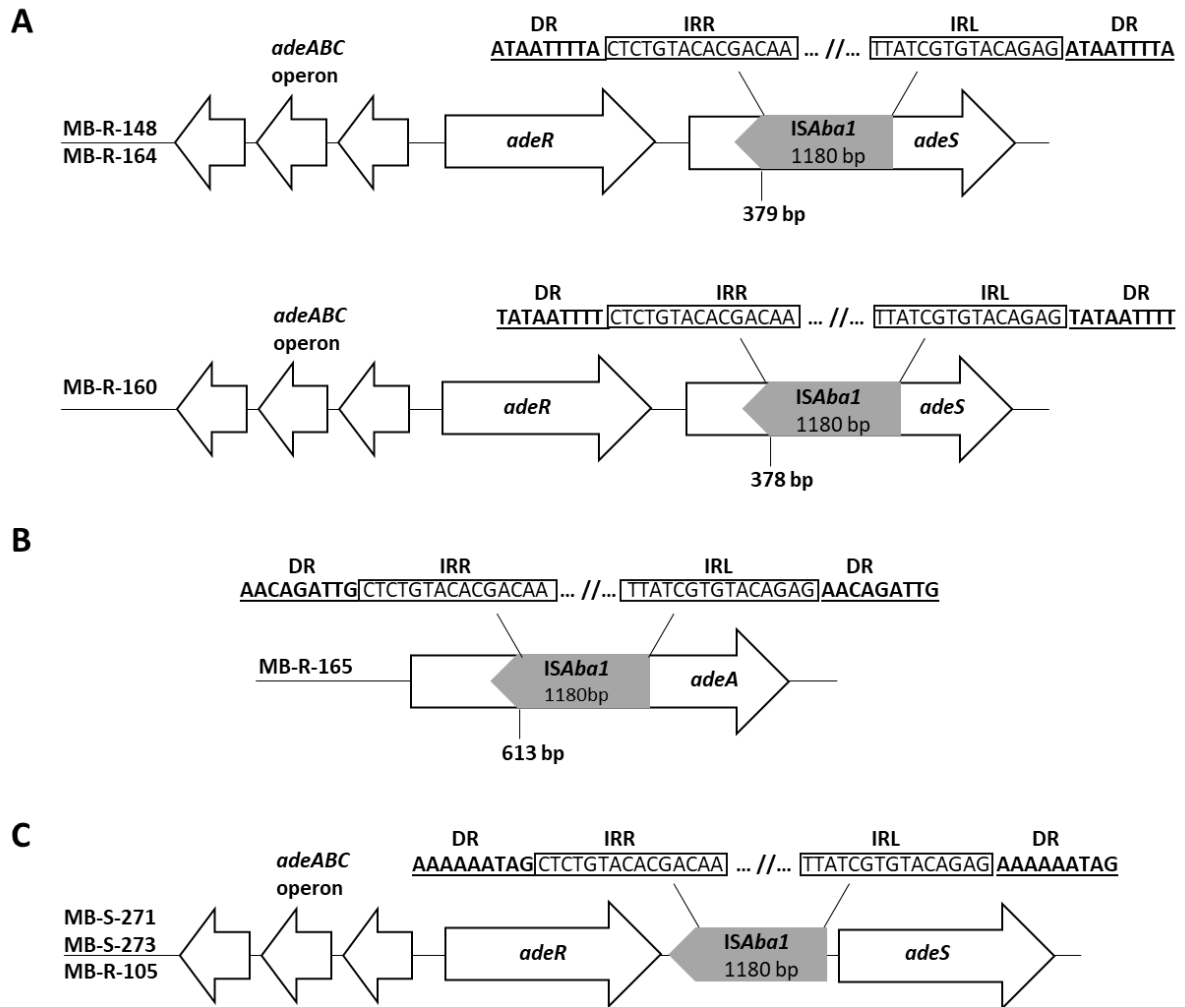 A
DR IRR IRL DR
ATAATTTTA CTCTGTACACGACAA ... //... TTATCGTGTACAGAG ATAATTTTA
adeABC
operon
MB-R-148
MB-R-164
adeR
ISAba1
1180 bp
adeS
379 bp
DR IRR IRL DR
TATAATTTT CTCTGTACACGACAA ... //... TTATCGTGTACAGAG TATAATTTT
adeABC
operon
MB-R-160
adeR
ISAba1
1180 bp
adeS
378 bp
B
DR IRR IRL DR
AACAGATTG CTCTGTACACGACAA ... //... TTATCGTGTACAGAG AACAGATTG
MB-R-165
ISAba1
1180bp
adeA
613 bp
C
DR IRR IRL DR
AAAAAATAG CTCTGTACACGACAA ... //... TTATCGTGTACAGAG AAAAAATAG
adeABC
operon
MB-S-271
MB-S-273
MB-R-105
adeR
ISAba1
1180 bp
adeS